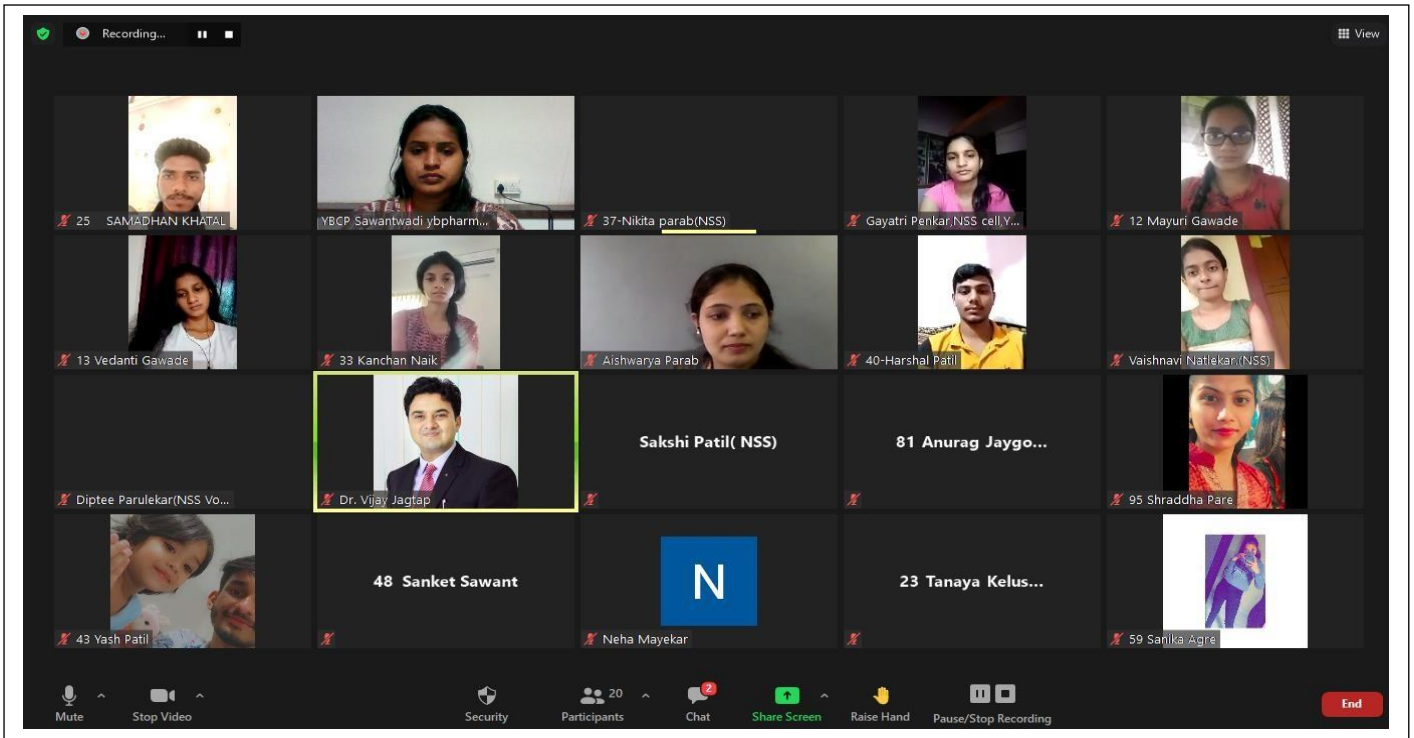 Recording...
View
25 SAMADHAN KHATAL
YBCP Sawantwadi ybpharm...
37-Nikita parab(NSS)
Gayatri Penkar,NSS cell,Y...
12 Mayuri Gawade
13 Vedanti Gawade
33 Kanchan Naik
Aishwarya Parab
40-Harshal Patil
Vaishnavi Natlekar.(NSS)
Diptee Parulekar(NSS Vo...
Dr. Vijay Jagtap
Sakshi Patil( NSS)
81 Anurag Jaygo...
95 Shraddha Pare
43 Yash Patil
48 Sanket Sawant
N
Neha Mayekar
23 Tanaya Kelus...
59 Sanika Agre
Mute
Stop Video
Security
20
Participants
2
Chat
Share Screen
Raise Hand
Pause/Stop Recording
End